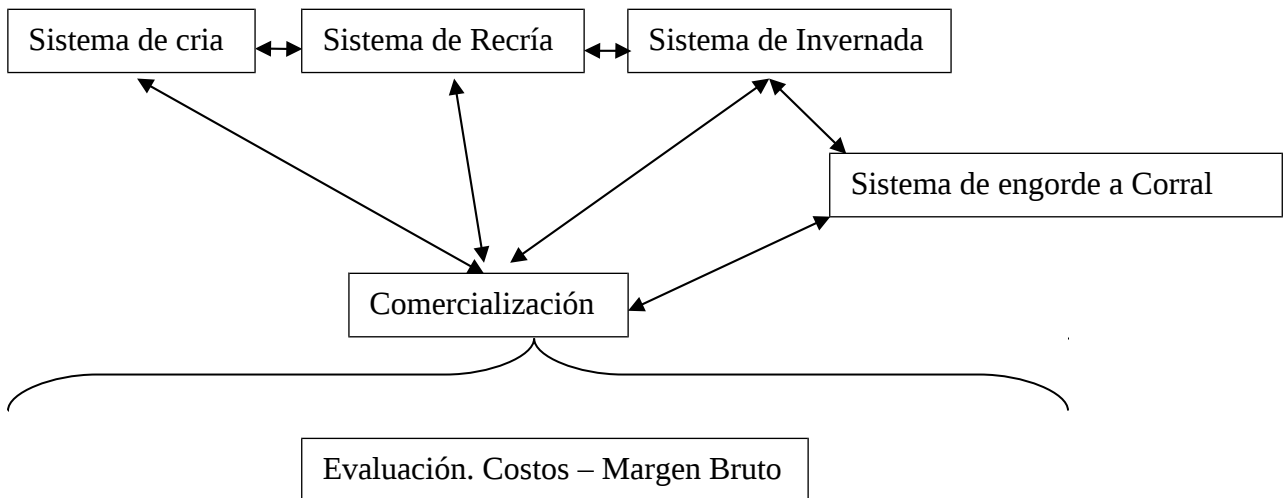 Sistema de cria
Sistema de Recría
Sistema de Invernada
Sistema de engorde a Corral
Comercialización
Evaluación. Costos – Margen Bruto